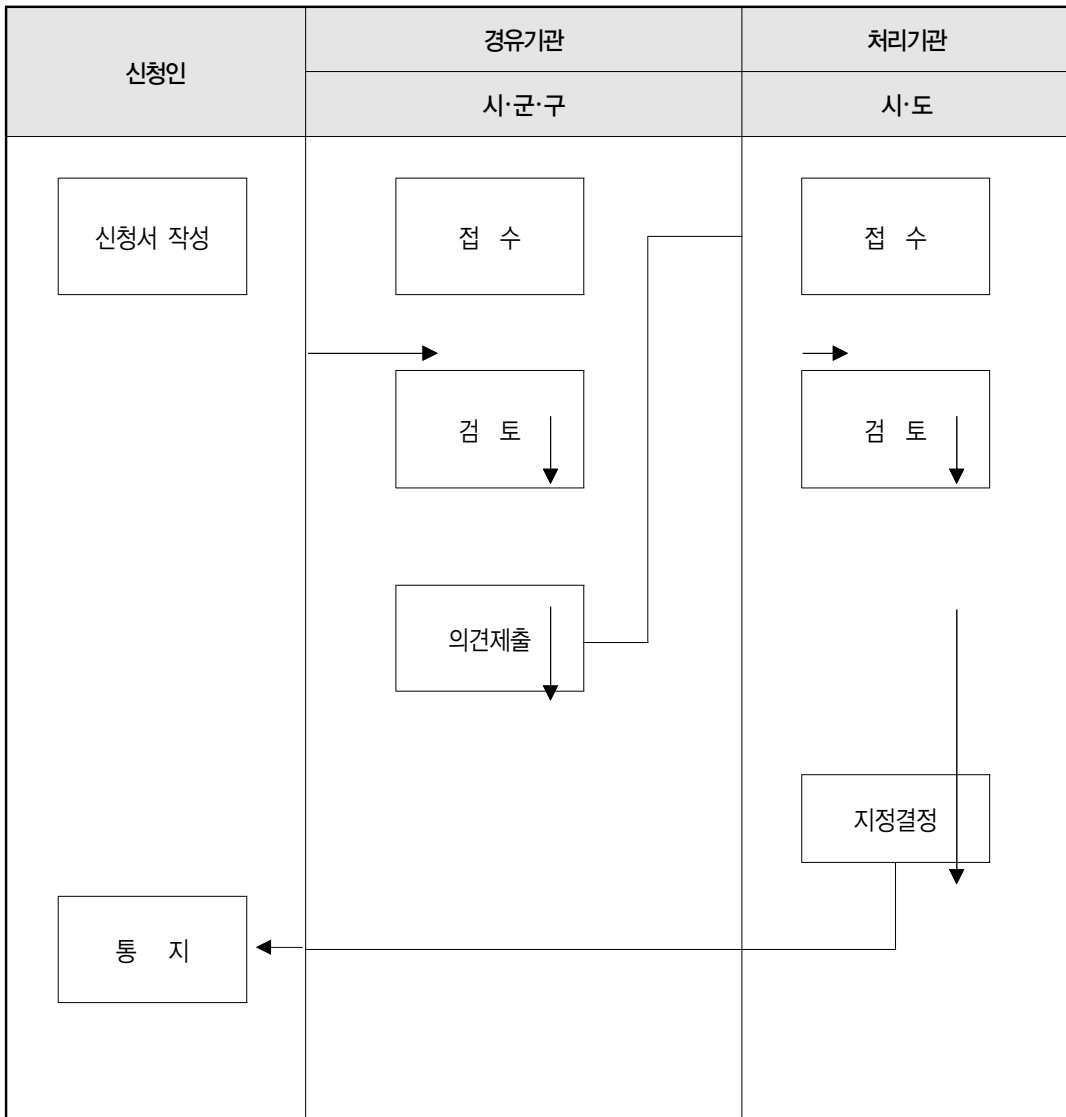 신청인
경유기관
처리기관
시·군·구
시·도
신청서 작성
접 수
접 수
검 토
검 토
의견제출
지정결정
통 지